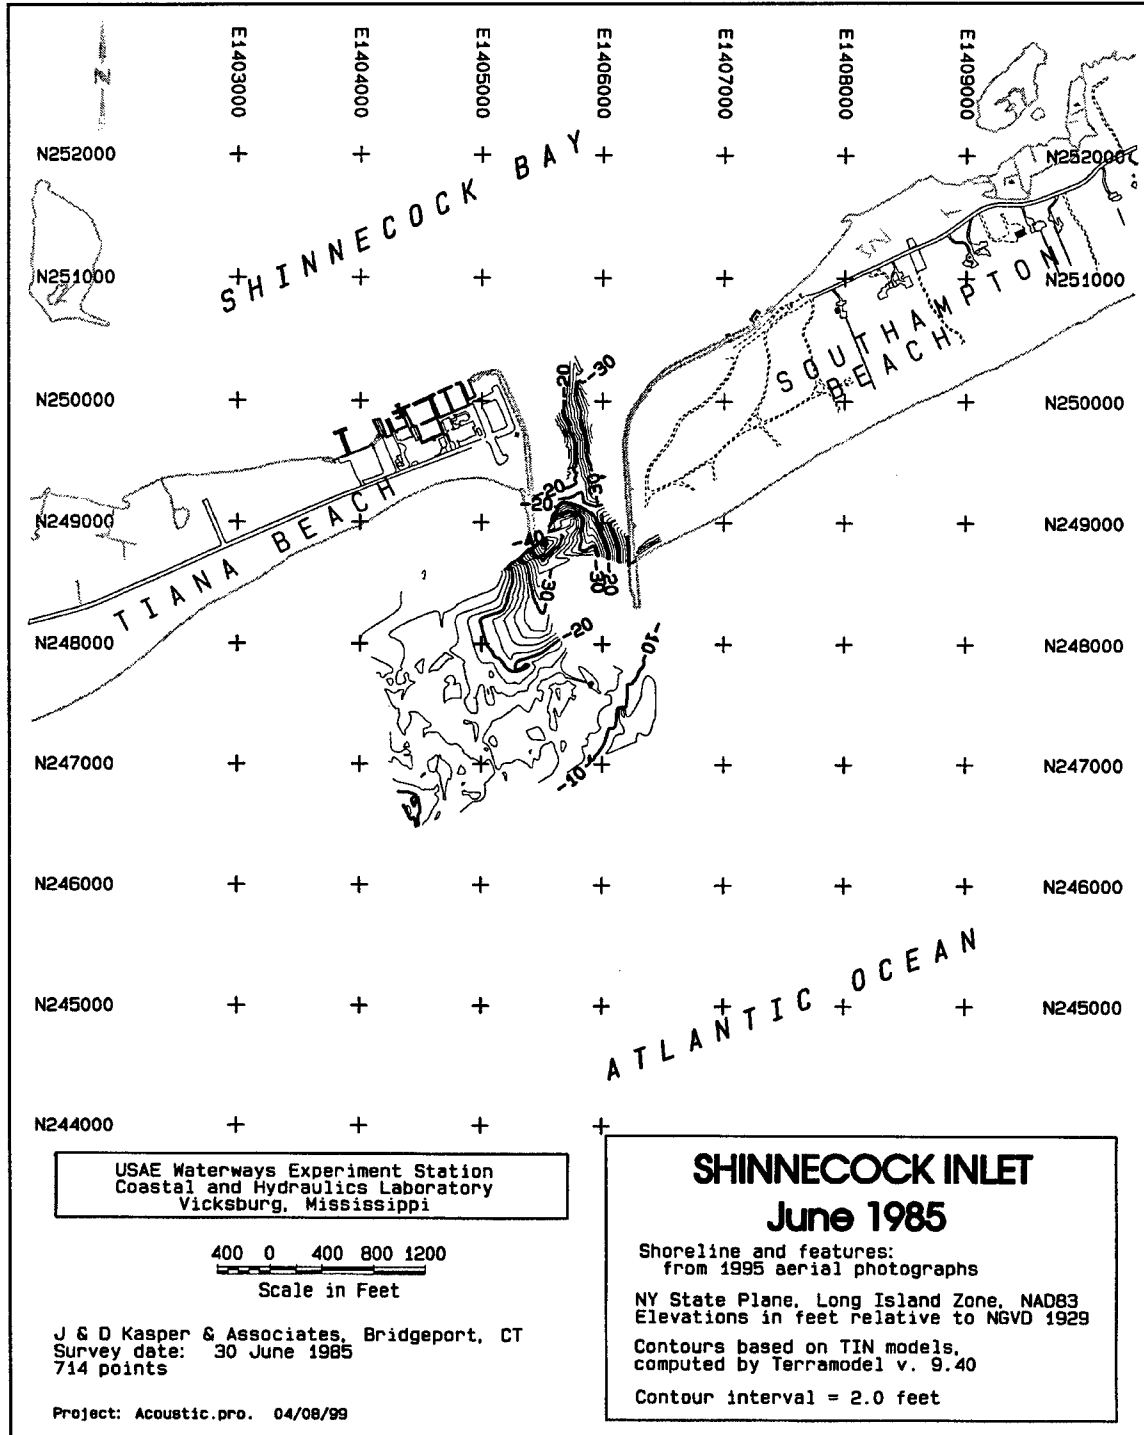 E1403000 E1404000 E1405000 E1406000 E1407000 E1408000 E1409000
N
N252000 N252000
SHINNECOCK BAY
N251000 N251000
SOUTHAMPTON
BEACH
-20 -30
N250000 N250000
-20
-20 -30
N249000 N249000
TIANA BEACH
-40
-30 -30 -20
N248000 -20 -10 N248000
N247000 -10 N247000
N246000 N246000
ATLANTIC OCEAN
N245000 N245000
N244000
USAE Waterways Experiment Station
Coastal and Hydraulics Laboratory
Vicksburg, Mississippi
400 0 400 800 1200
Scale in Feet
J & D Kasper & Associates, Bridgeport, CT
Survey date: 30 June 1985
714 points
Project: Acoustic.pro. 04/08/99
SHINNECOCK INLET
June 1985
Shoreline and features:
from 1995 aerial photographs
NY State Plane, Long Island Zone, NAD83
Elevations in feet relative to NGVD 1929
Contours based on TIN models,
computed by Terramodel v. 9.40
Contour interval = 2.0 feet